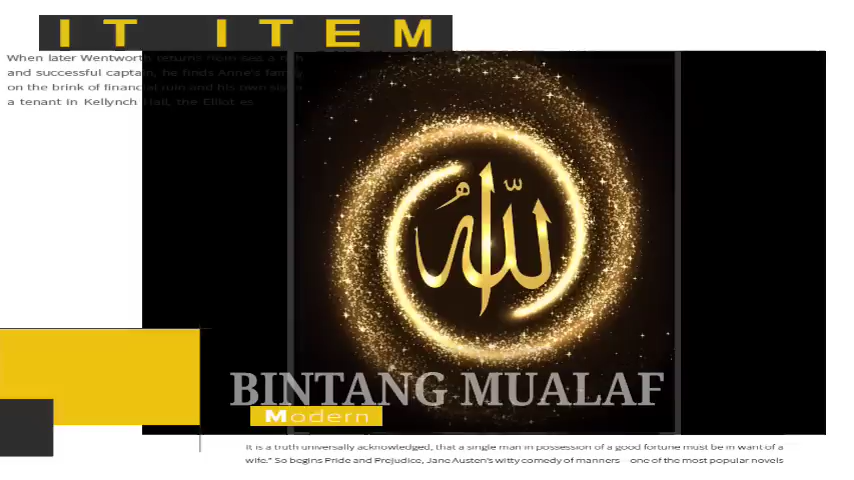 IT ITEM
When later Wentworth returns from sea a rich
and successful captain, he finds Anne's family
on the brink of financial ruin and his own sister
a tenant in Kellynch Hall, the Elliot es
الله
BINTANG MUALAF
Modern
It is a truth universally acknowledged, that a single man in possession of a good fortune must be in want of a
wife." So begins Pride and Prejudice, Jane Austen's witty comedy of manners one of the most popular novels